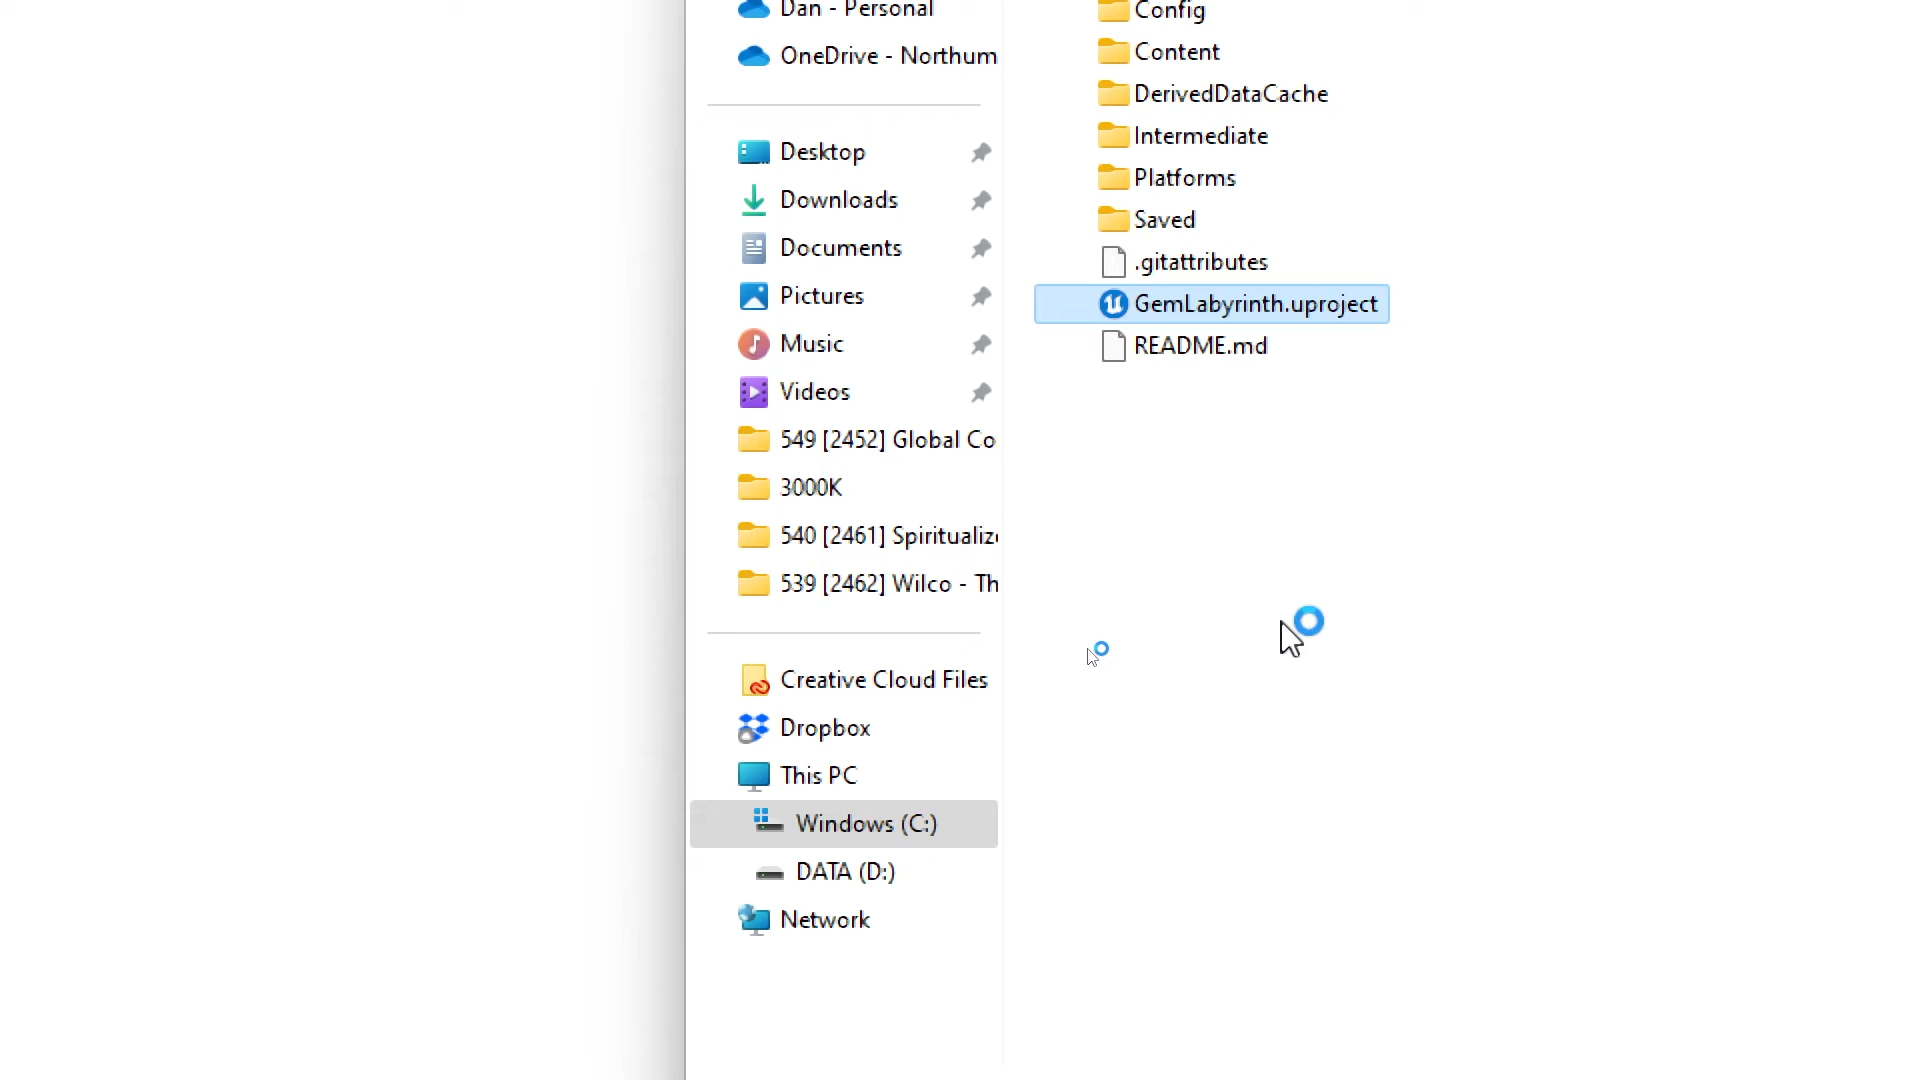 Dan - Personal
OneDrive - Northum
Desktop
Downloads
Documents
Pictures
Music
Videos
549 [2452] Global Co
3000K
540 [2461] Spiritualiz
539 [2462] Wilco - Th
Creative Cloud Files
Dropbox
This PC
Windows (C:)
DATA (D:)
Network
Config
Content
DerivedDataCache
Intermediate
Platforms
Saved
.gitattributes
GemLabyrinth.uproject
README.md